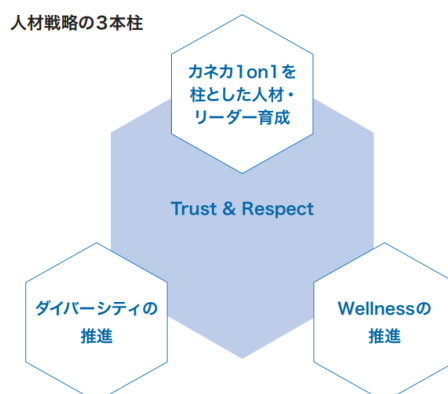 人材戦略の3本柱
カネカ1on1を
柱とした人材・
リーダー育成
Trust & Respect
ダイバーシティの
推進
Wellnessの
推進